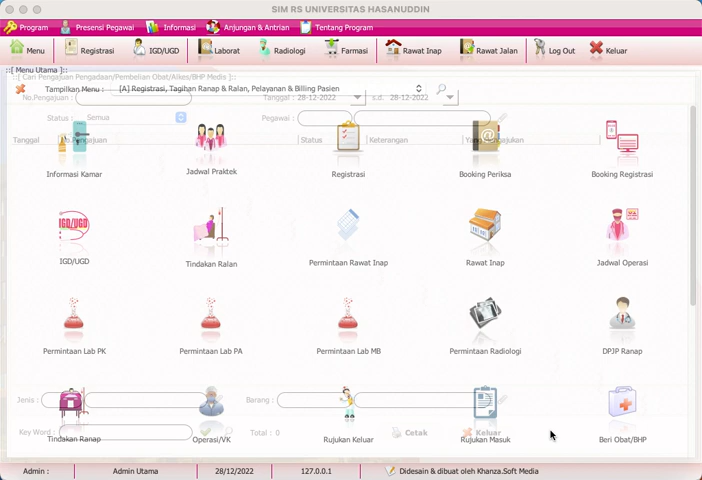 SIM RS UNIVERSITAS HASANUDDIN
Program Presensi Pegawai Informasi Anjungan & Antrian Tentang Program
Menu Registrasi IGD/UGD Laborat Radiologi Farmasi Rawat Inap Rawat Jalan Log Out Keluar
::[ Menu Utama ]::
::[ Cari Pengajuan Pengadaan/Pembelian Obat/Alkes/BHP Medis ]::
Tampilkan Menu : [A] Registrasi, Tagihan Ranap & Ralan, Pelayanan & Billing Pasien
No.Pengajuan : Tanggal : 28-12-2022 s.d. 28-12-2022
Status : Semua Pegawai :
Tanggal No.Pengajuan Status Keterangan Yang Mengajukan
Informasi Kamar Jadwal Praktek Registrasi Booking Periksa Booking Registrasi
IGD/UGD
IGD/UGD Tindakan Ralan Permintaan Rawat Inap Rawat Inap Jadwal Operasi
Permintaan Lab PK Permintaan Lab PA Permintaan Lab MB Permintaan Radiologi DPJP Ranap
Jenis : Barang :
Key Word : Total : 0 Cetak Keluar
Tindakan Ranap Operasi/VK Rujukan Keluar Rujukan Masuk Beri Obat/BHP
Admin : Admin Utama 28/12/2022 127.0.0.1 Didesain & dibuat oleh Khanza.Soft Media